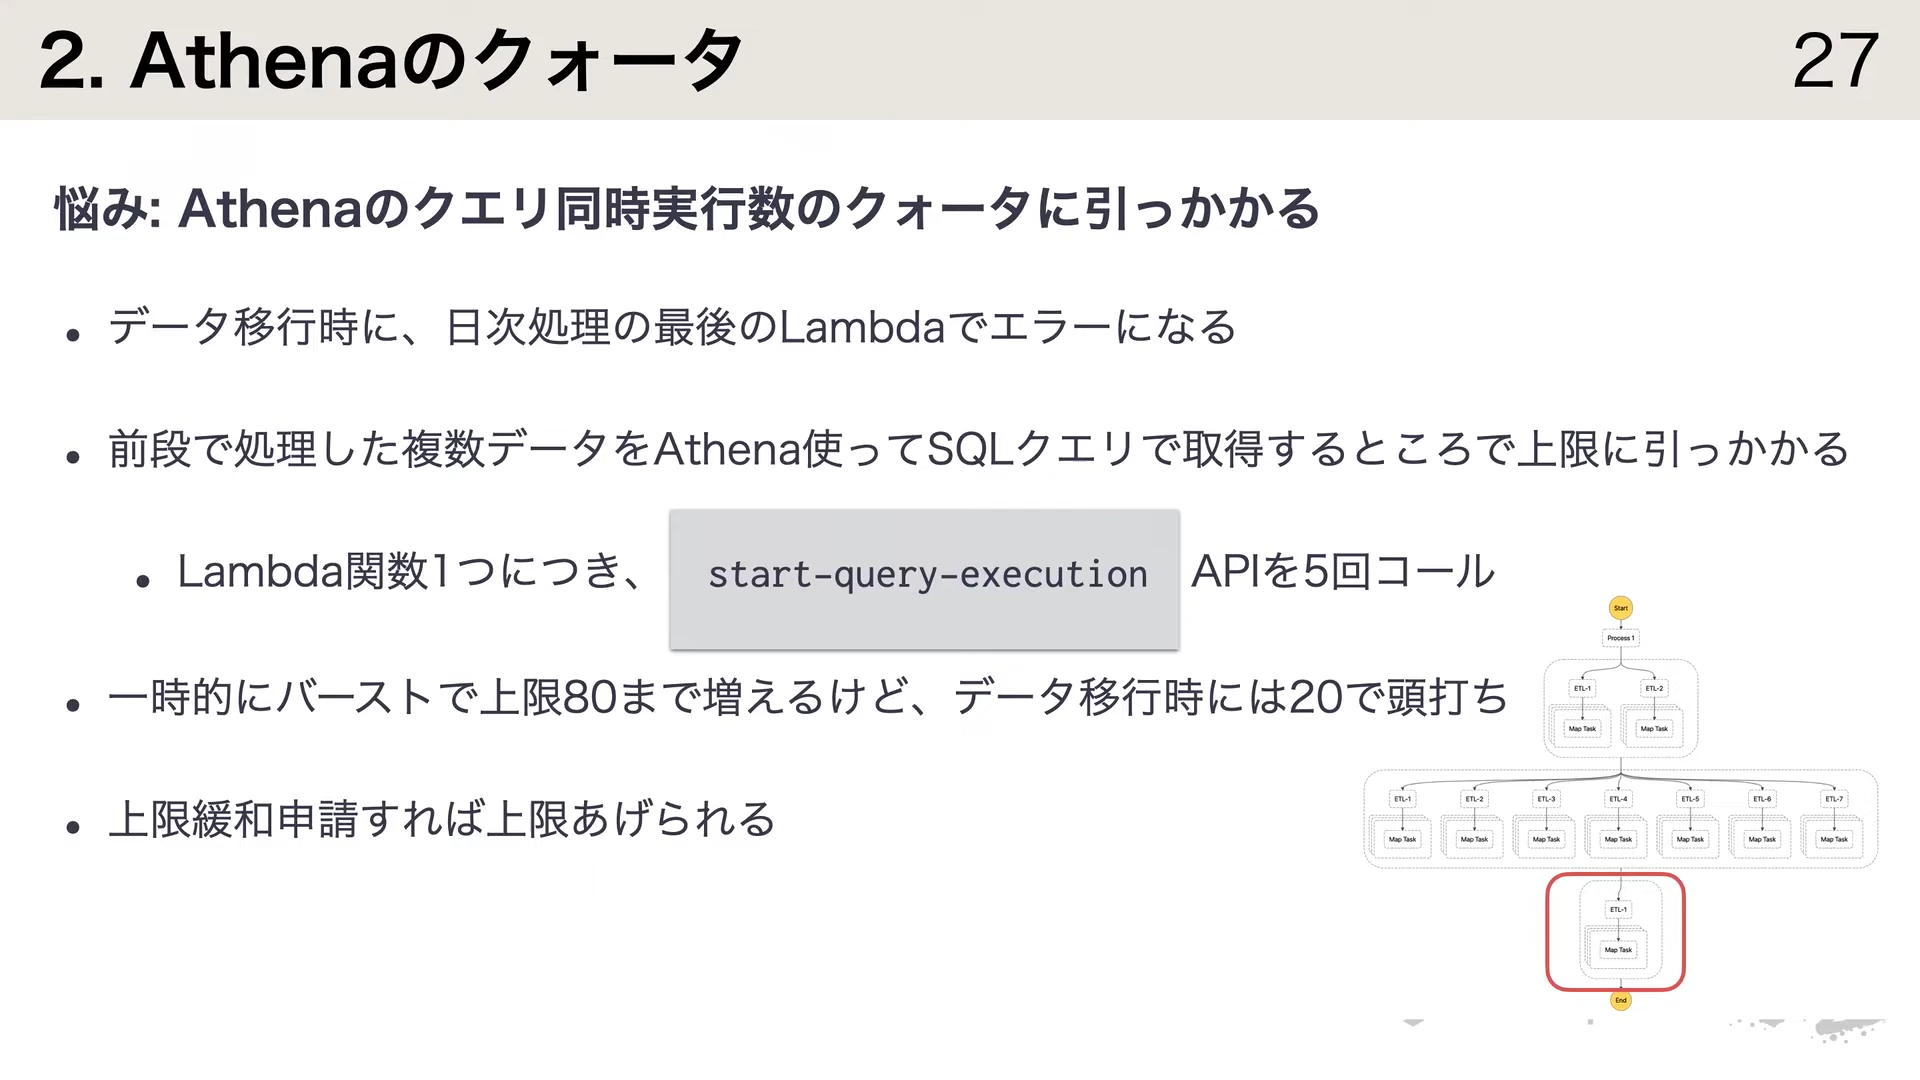 2. Athenaのクォータ
27
悩み: Athenaのクエリ同時実行数のクォータに引っかかる
• データ移行時に、日次処理の最後のLambdaでエラーになる
• 前段で処理した複数データをAthena使ってSQLクエリで取得するところで上限に引っかかる
• Lambda関数1つにつき、 start-query-execution APIを5回コール
• 一時的にバーストで上限80まで増えるけど、データ移行時には20で頭打ち
• 上限緩和申請すれば上限あげられる
Start
Process 1
ETL-1 ETL-2
Map Task Map Task
ETL-1 ETL-2 ETL-3 ETL-4 ETL-5 ETL-6 ETL-7
Map Task Map Task Map Task Map Task Map Task Map Task Map Task
ETL-1
Map Task
End